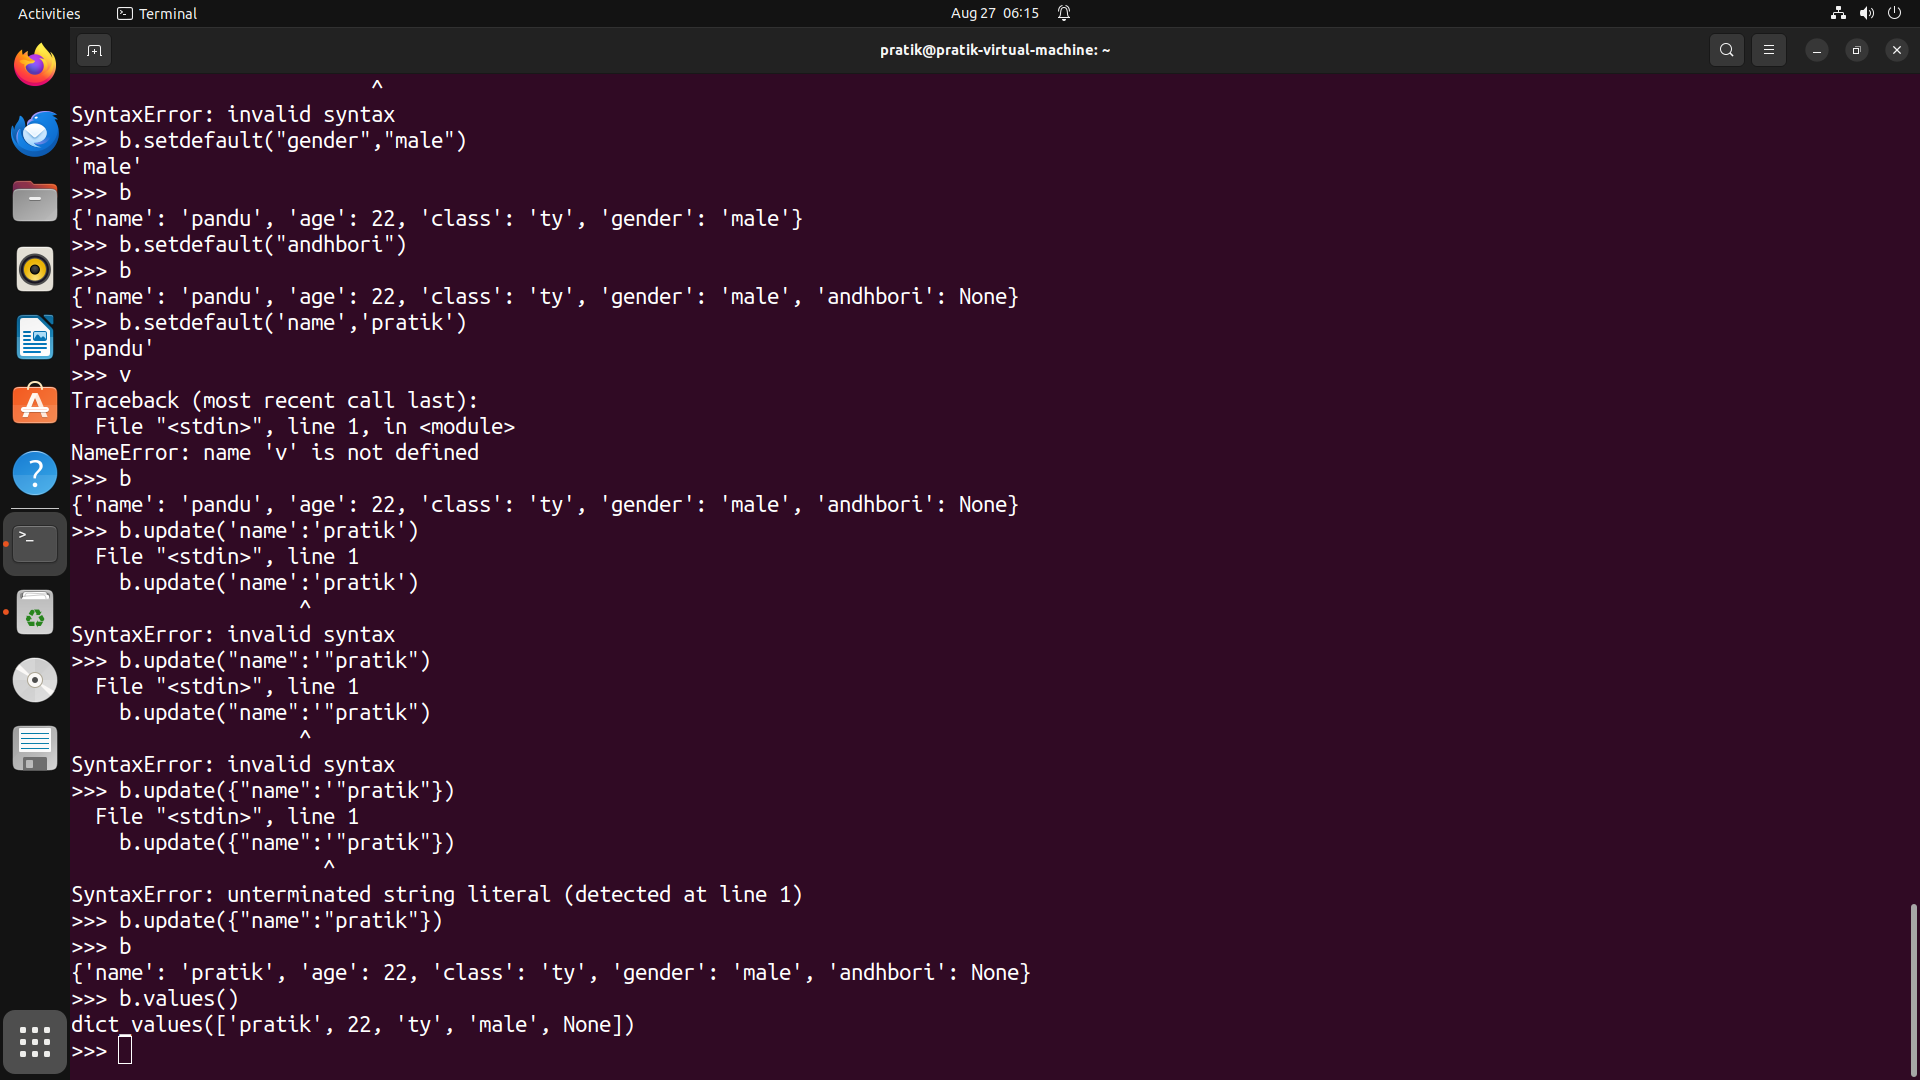 Activities
Terminal
Aug 27 06:15
pratik@pratik-virtual-machine: ~
^
SyntaxError: invalid syntax
>>> b.setdefault("gender","male")
'male'
>>> b
{'name': 'pandu', 'age': 22, 'class': 'ty', 'gender': 'male'}
>>> b.setdefault("andhbori")
>>> b
{'name': 'pandu', 'age': 22, 'class': 'ty', 'gender': 'male', 'andhbori': None}
>>> b.setdefault('name','pratik')
'pandu'
>>> v
Traceback (most recent call last):
  File "<stdin>", line 1, in <module>
NameError: name 'v' is not defined
>>> b
{'name': 'pandu', 'age': 22, 'class': 'ty', 'gender': 'male', 'andhbori': None}
>>> b.update('name':'pratik')
  File "<stdin>", line 1
    b.update('name':'pratik')
                   ^
SyntaxError: invalid syntax
>>> b.update("name":'"pratik")
  File "<stdin>", line 1
    b.update("name":'"pratik")
                   ^
SyntaxError: invalid syntax
>>> b.update({"name":'"pratik"})
  File "<stdin>", line 1
    b.update({"name":'"pratik"})
                     ^
SyntaxError: unterminated string literal (detected at line 1)
>>> b.update({"name":"pratik"})
>>> b
{'name': 'pratik', 'age': 22, 'class': 'ty', 'gender': 'male', 'andhbori': None}
>>> b.values()
dict_values(['pratik', 22, 'ty', 'male', None])
>>>